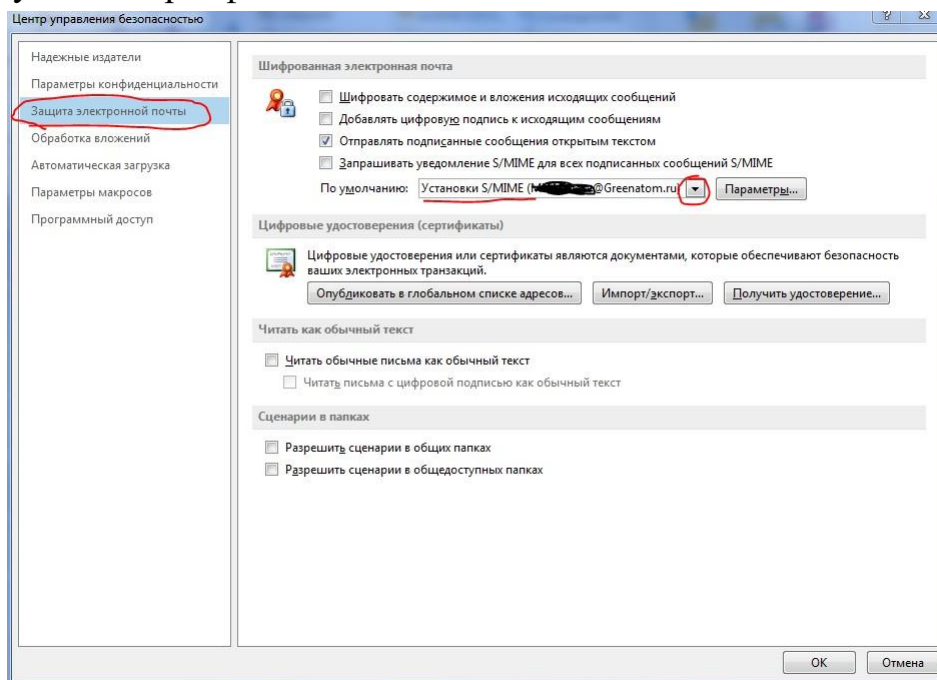 Центр управления безопасностью
Надежные издатели
Параметры конфиденциальности
Защита электронной почты
Обработка вложений
Автоматическая загрузка
Параметры макросов
Программный доступ
Шифрованная электронная почта
Шифровать содержимое и вложения исходящих сообщений
Добавлять цифровую подпись к исходящим сообщениям
Отправлять подписанные сообщения открытым текстом
Запрашивать уведомление S/MIME для всех подписанных сообщений S/MIME
По умолчанию: Установки S/MIME ( @Greenatom.ru) Параметры...
Цифровые удостоверения (сертификаты)
Цифровые удостоверения или сертификаты являются документами, которые обеспечивают безопасность
ваших электронных транзакций.
Опубликовать в глобальном списке адресов... Импорт/экспорт... Получить удостоверение...
Читать как обычный текст
Читать обычные письма как обычный текст
Читать письма с цифровой подписью как обычный текст
Сценарии в папках
Разрешить сценарии в общих папках
Разрешить сценарии в общедоступных папках
ОК Отмена